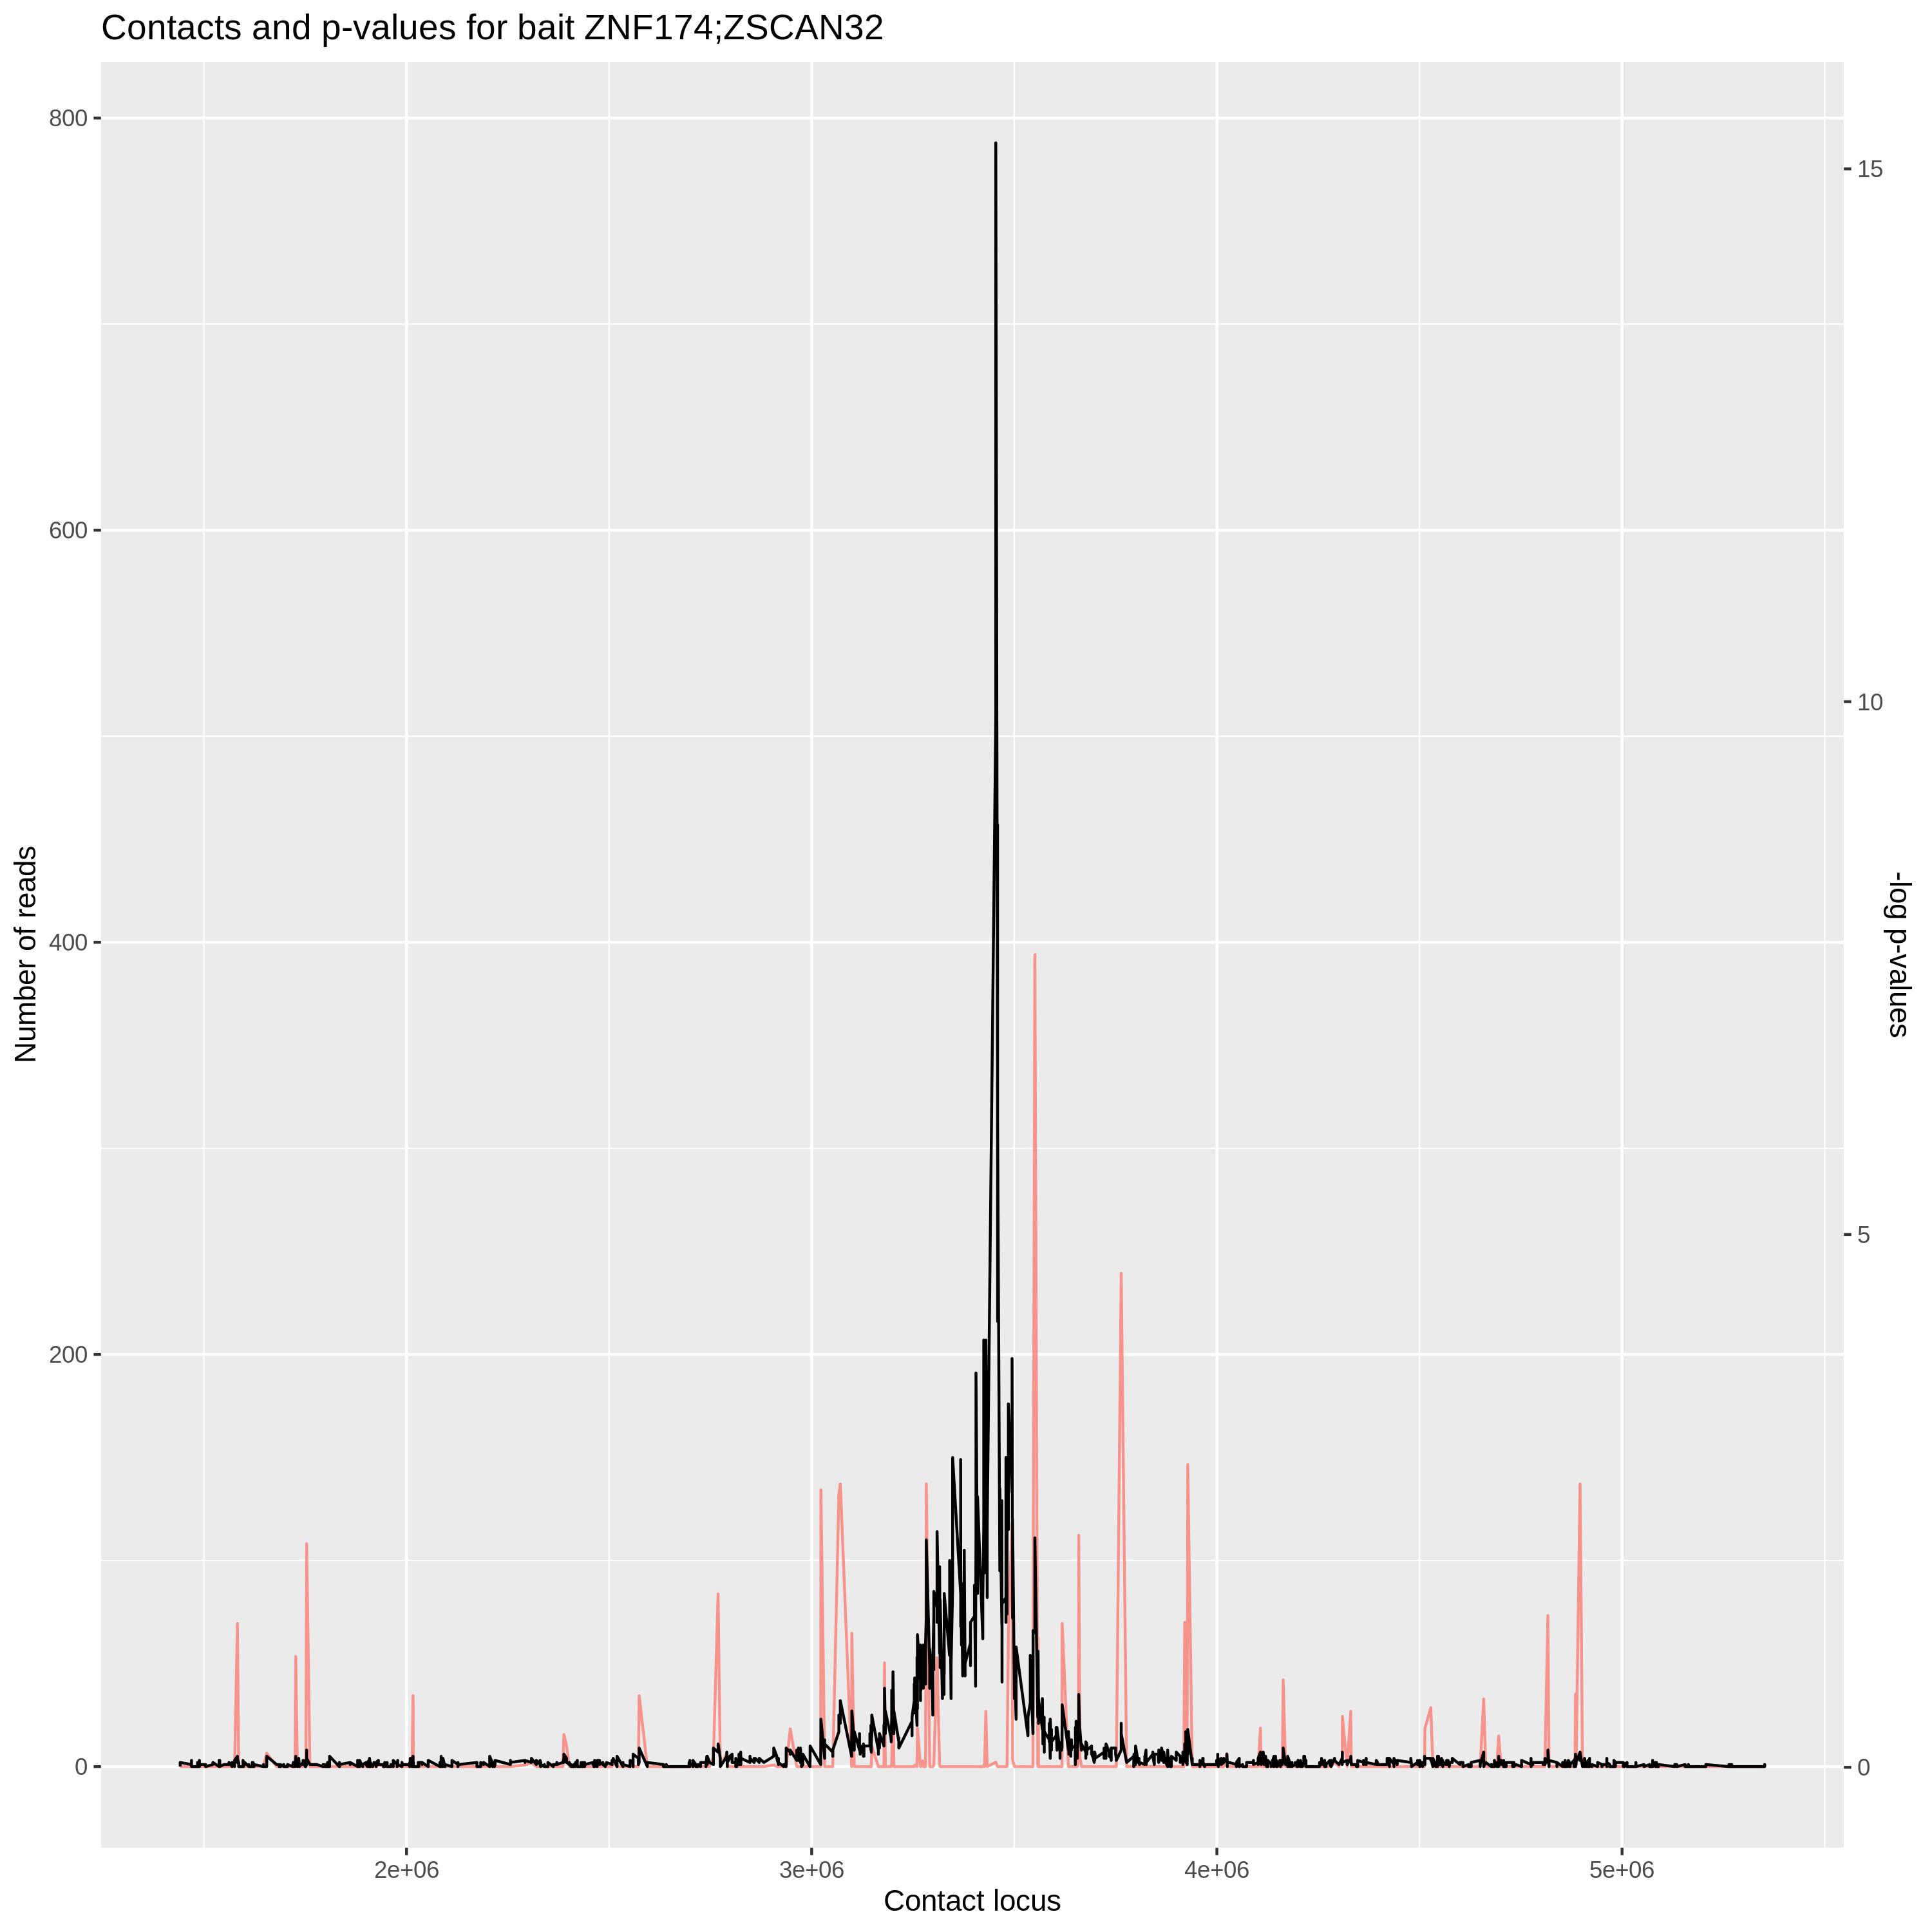 Contacts and p-values for bait ZNF174;ZSCAN32
800
600
400
200
0
Number of reads
15
10
5
0
-log p-values
2e+06
3e+06
4e+06
5e+06
Contact locus